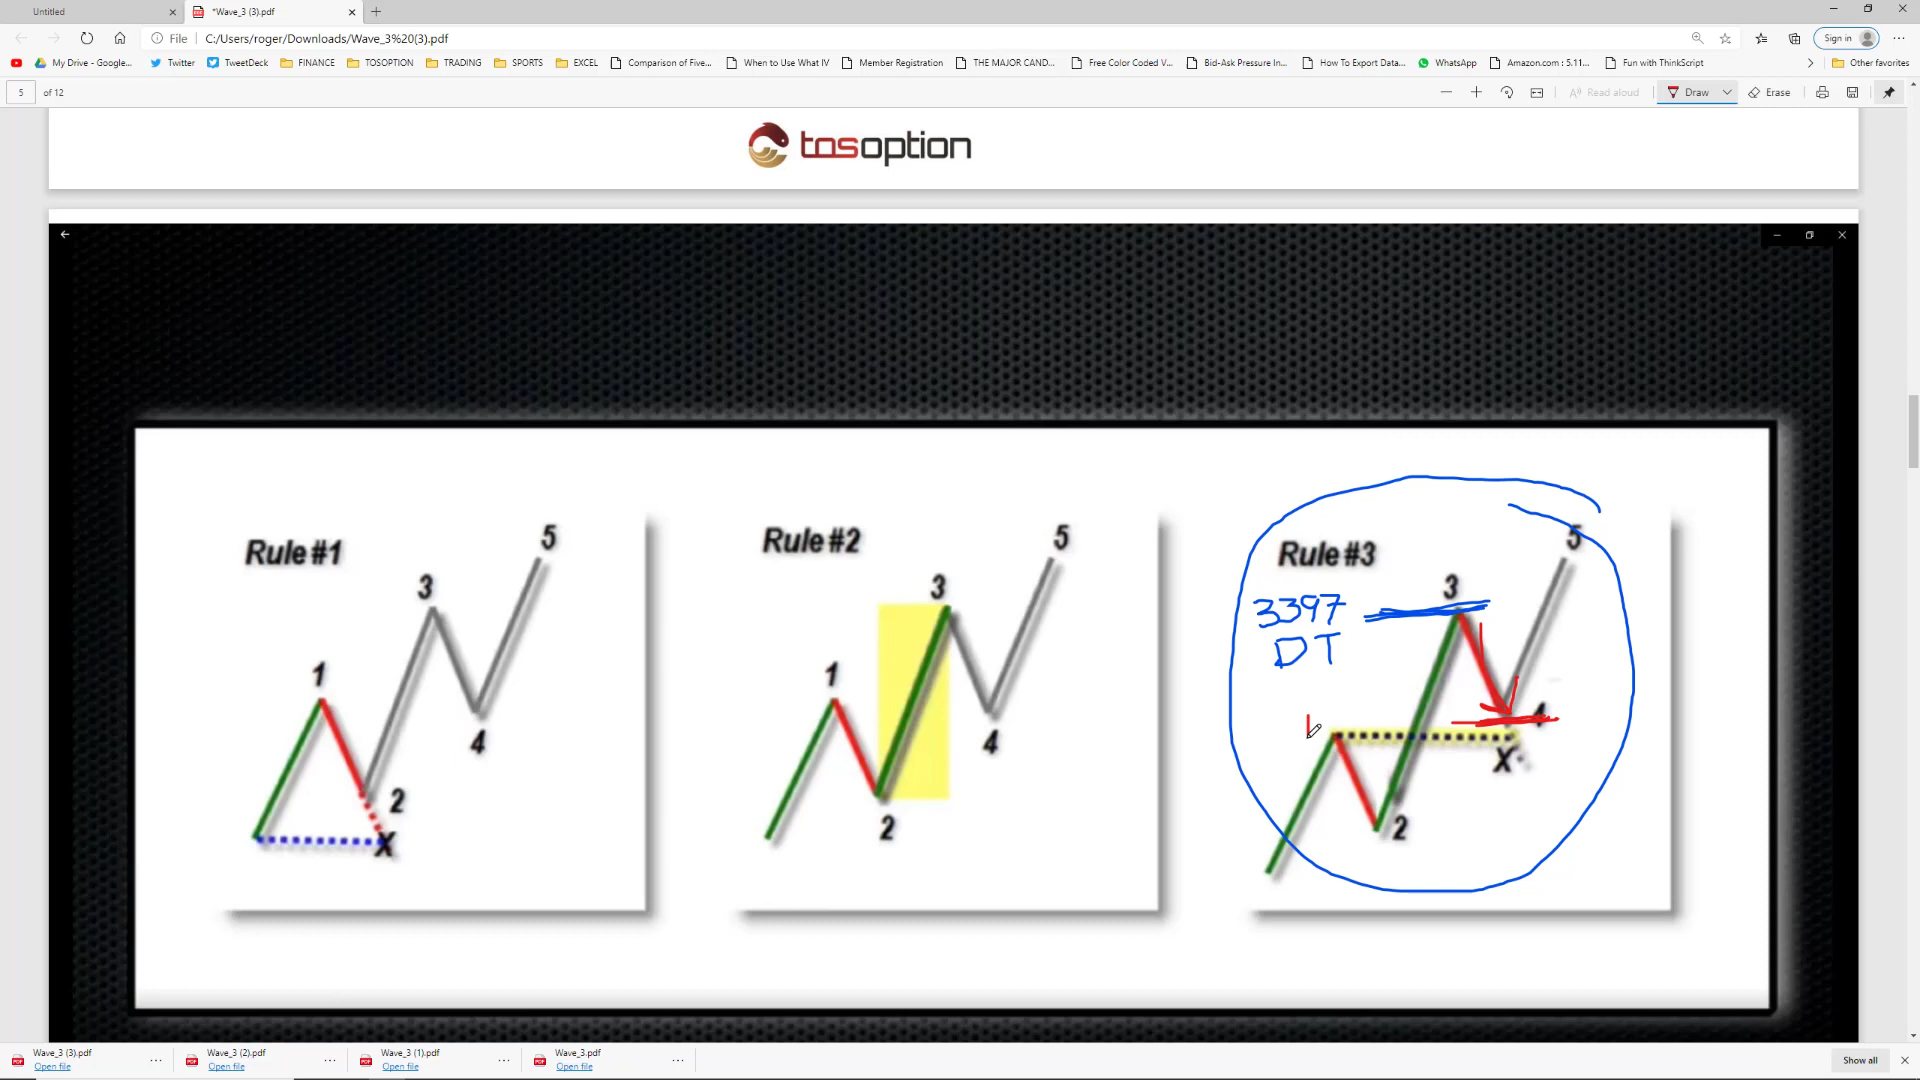 Untitled
*Wave_3 (3).pdf
File
C:/Users/roger/Downloads/Wave_3%20(3).pdf
Sign in
My Drive - Google...
Twitter
TweetDeck
FINANCE
TOSOPTION
TRADING
SPORTS
EXCEL
Comparison of Five...
When to Use What IV
Member Registration
THE MAJOR CAND...
Free Color Coded V...
Bid-Ask Pressure In...
How To Export Data...
WhatsApp
Amazon.com : 5.11...
Fun with ThinkScript
Other favorites
5 of 12
Read aloud
Draw
Erase
tosoption
Rule #1
1
2
3
4
5
X
Rule #2
1
2
3
4
5
Rule #3
3397
DT
2
3
4
5
X
Wave_3 (3).pdf
Open file
Wave_3 (2).pdf
Open file
Wave_3 (1).pdf
Open file
Wave_3.pdf
Open file
Show all